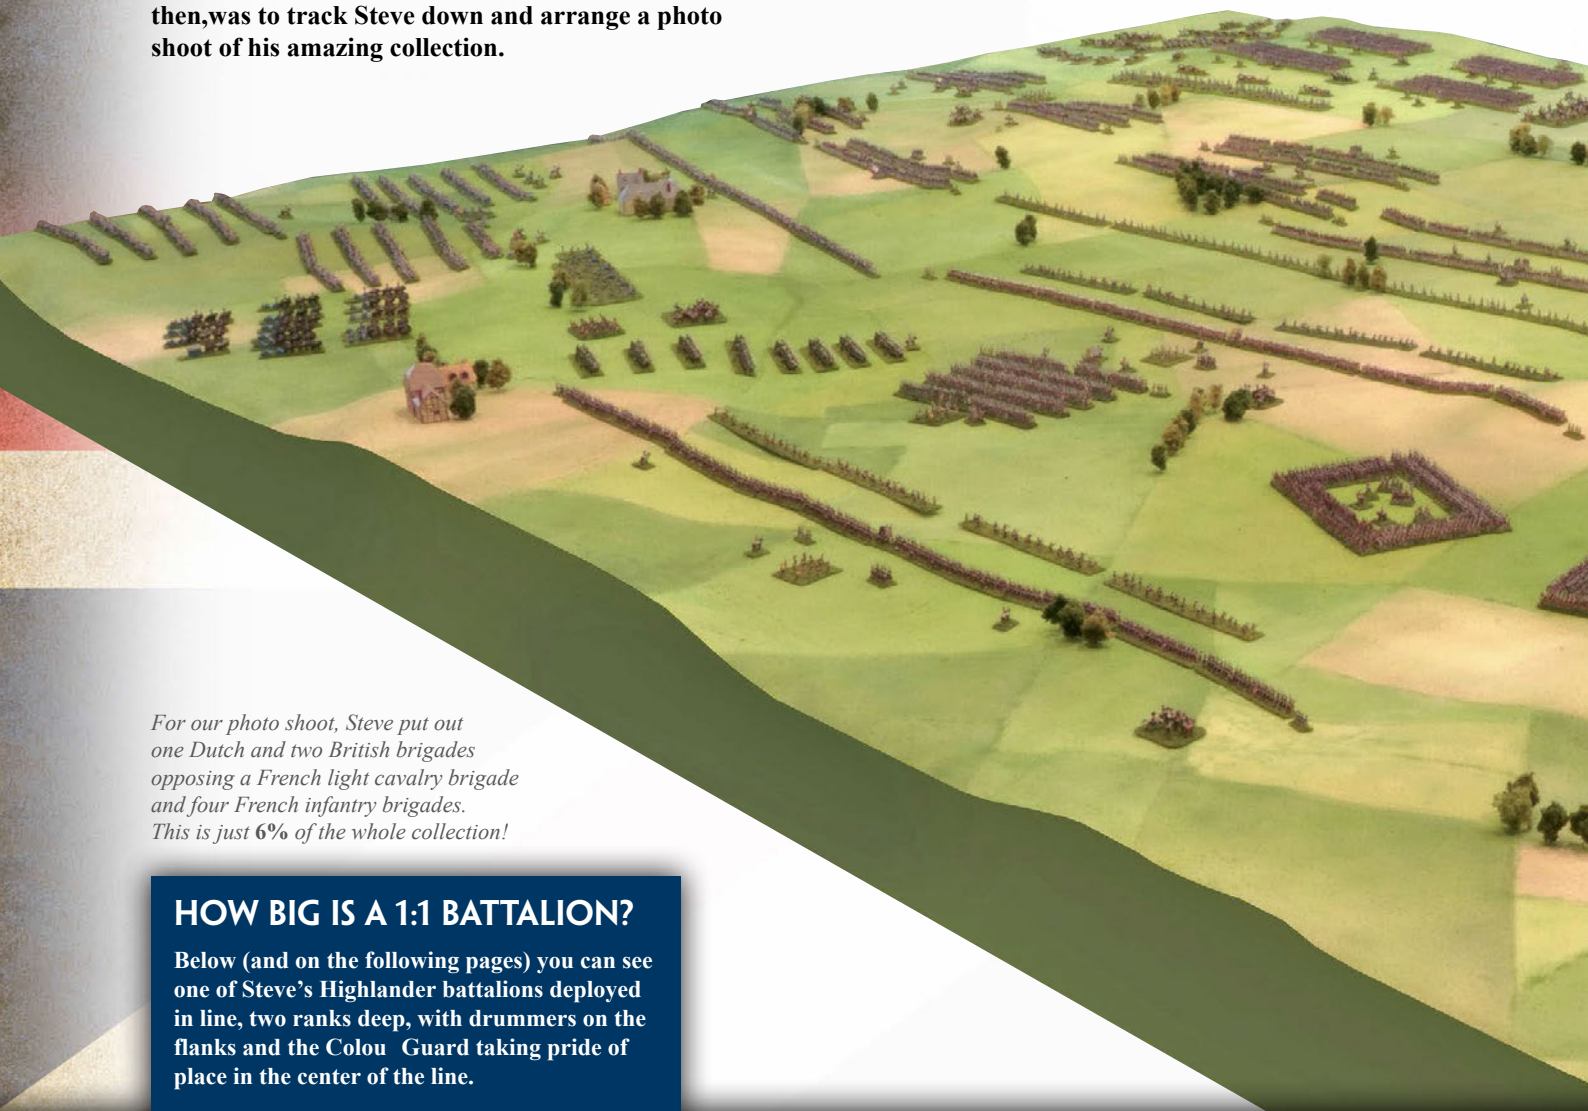 then,was to track Steve down and arrange a photo
shoot of his amazing collection.
For our photo shoot, Steve put out
one Dutch and two British brigades
opposing a French light cavalry brigade
and four French infantry brigades.
This is just 6% of the whole collection!
HOW BIG IS A 1:1 BATTALION?
Below (and on the following pages) you can see
one of Steve’s Highlander battalions deployed
in line, two ranks deep, with drummers on the
flanks and the Colou Guard taking pride of
place in the center of the line.